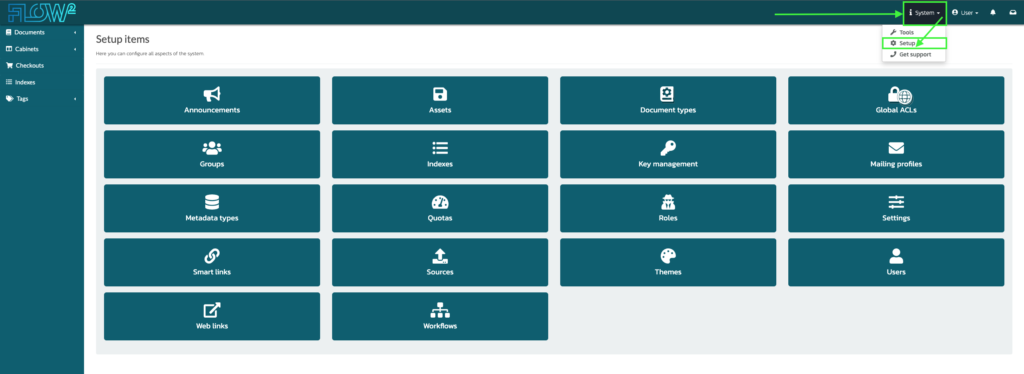 FLOW²
System
User
Documents
Cabinets
Checkouts
Indexes
Tags
Tools
Setup
Get support
Setup items
Here you can configure all aspects of the system.
Announcements
Assets
Document types
Global ACLs
Groups
Indexes
Key management
Mailing profiles
Metadata types
Quotas
Roles
Settings
Smart links
Sources
Themes
Users
Web links
Workflows